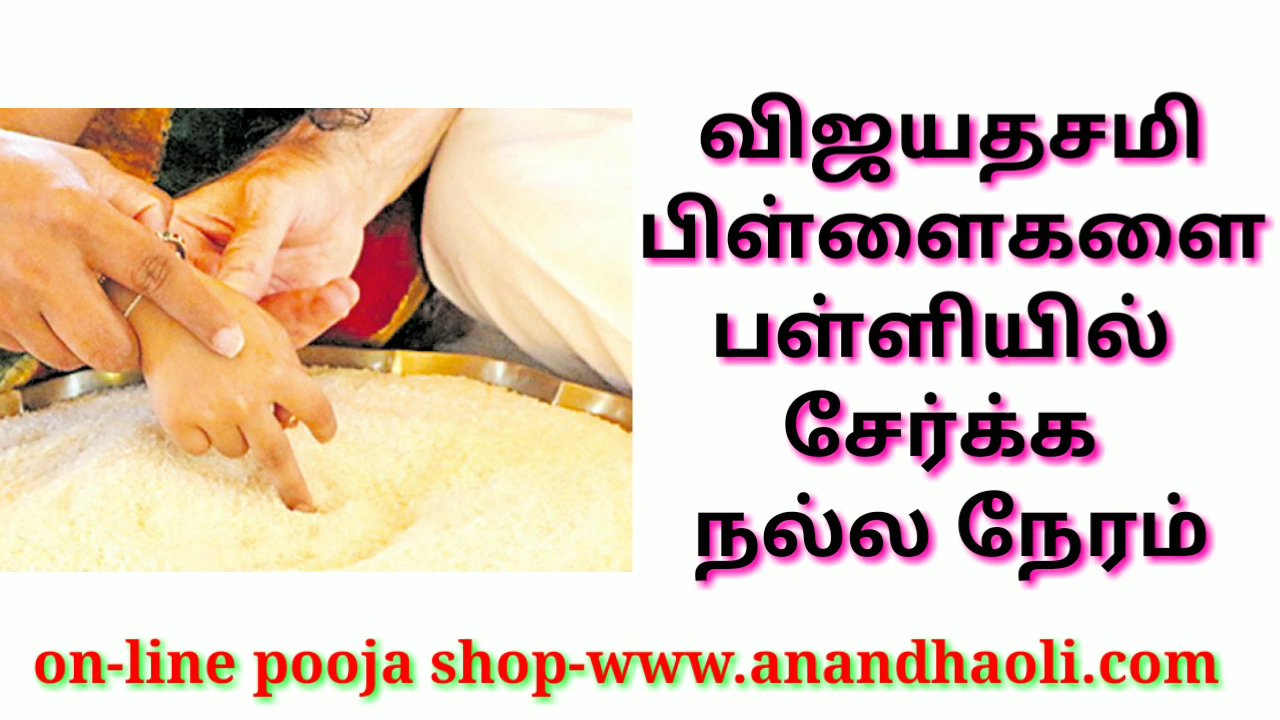 விஜயதசமி
பிள்ளைகளை
பள்ளியில்
சேர்க்க
நல்ல நேரம்
on-line pooja shop-www.anandhaoli.com